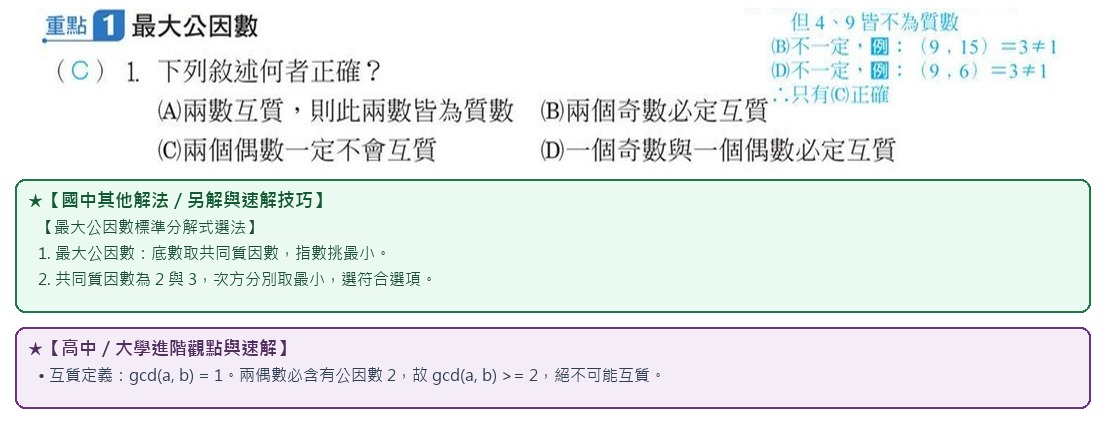 重點 1 最大公因數
但 4、9 皆不為質數
(B)不一定，例：（9，15）＝3≠1
(D)不一定，例：（9，6）＝3≠1
∴只有(C)正確
（C）1. 下列敘述何者正確？
(A)兩數互質，則此兩數皆為質數 (B)兩個奇數必定互質
(C)兩個偶數一定不會互質 (D)一個奇數與一個偶數必定互質
★【國中其他解法 / 另解與速解技巧】
【最大公因數標準分解式選法】
1. 最大公因數：底數取共同質因數，指數挑最小。
2. 共同質因數為 2 與 3，次方分別取最小，選符合選項。
★【高中 / 大學進階觀點與速解】
• 互質定義：gcd(a, b) = 1。兩偶數必含有公因數 2，故 gcd(a, b) >= 2，絕不可能互質。